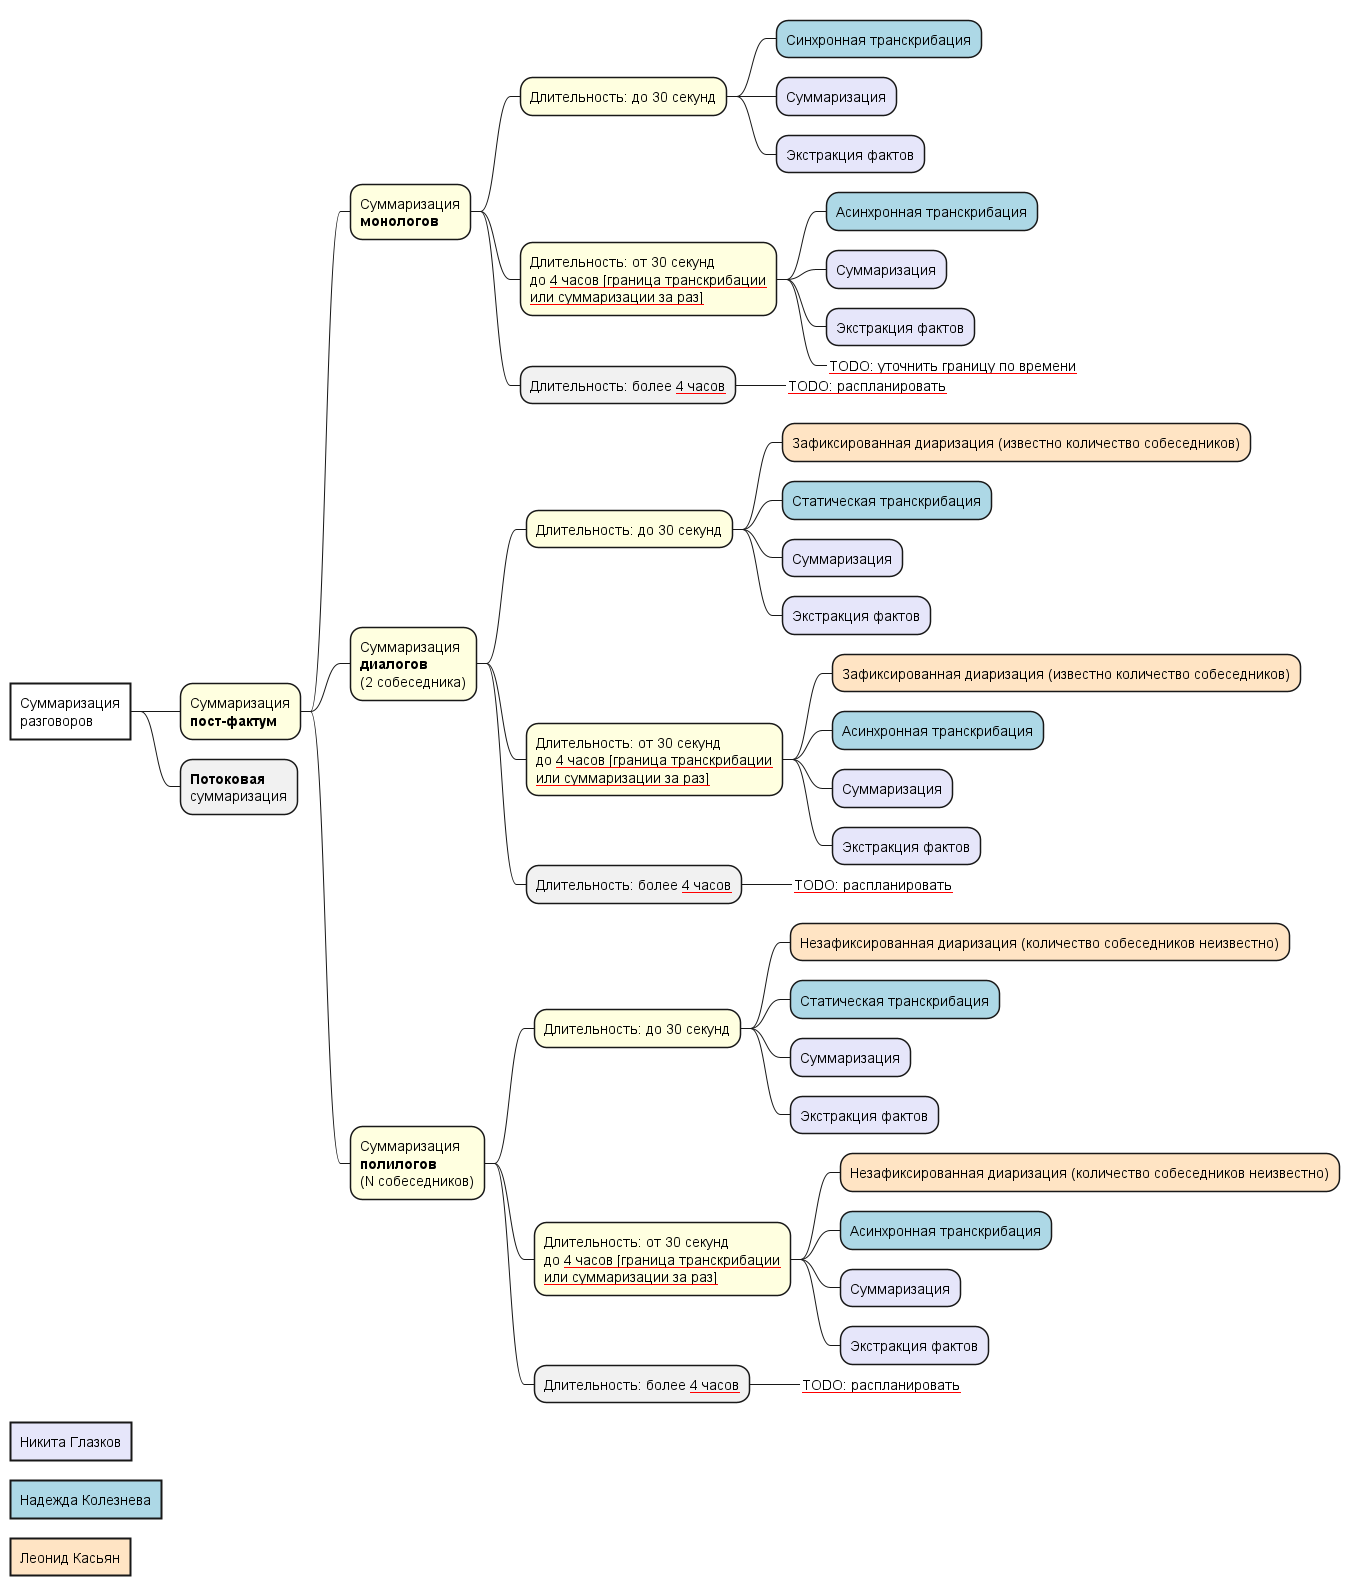 Суммаризация
разговоров
Суммаризация
пост-фактум
Суммаризация
монологов
Длительность: до 30 секунд
Синхронная транскрибация
Суммаризация
Экстракция фактов
Длительность: от 30 секунд
до 4 часов [граница транскрибации
или суммаризации за раз]
Асинхронная транскрибация
Суммаризация
Экстракция фактов
TODO: уточнить границу по времени
Длительность: более 4 часов
TODO: распланировать
Суммаризация
диалогов
(2 собеседника)
Длительность: до 30 секунд
Зафиксированная диаризация (известно количество собеседников)
Статическая транскрибация
Суммаризация
Экстракция фактов
Длительность: от 30 секунд
до 4 часов [граница транскрибации
или суммаризации за раз]
Зафиксированная диаризация (известно количество собеседников)
Асинхронная транскрибация
Суммаризация
Экстракция фактов
Длительность: более 4 часов
TODO: распланировать
Суммаризация
полилогов
(N собеседников)
Длительность: до 30 секунд
Незафиксированная диаризация (количество собеседников неизвестно)
Статическая транскрибация
Суммаризация
Экстракция фактов
Длительность: от 30 секунд
до 4 часов [граница транскрибации
или суммаризации за раз]
Незафиксированная диаризация (количество собеседников неизвестно)
Асинхронная транскрибация
Суммаризация
Экстракция фактов
Длительность: более 4 часов
TODO: распланировать
Потоковая
суммаризация
Никита Глазков
Надежда Колезнева
Леонид Касьян